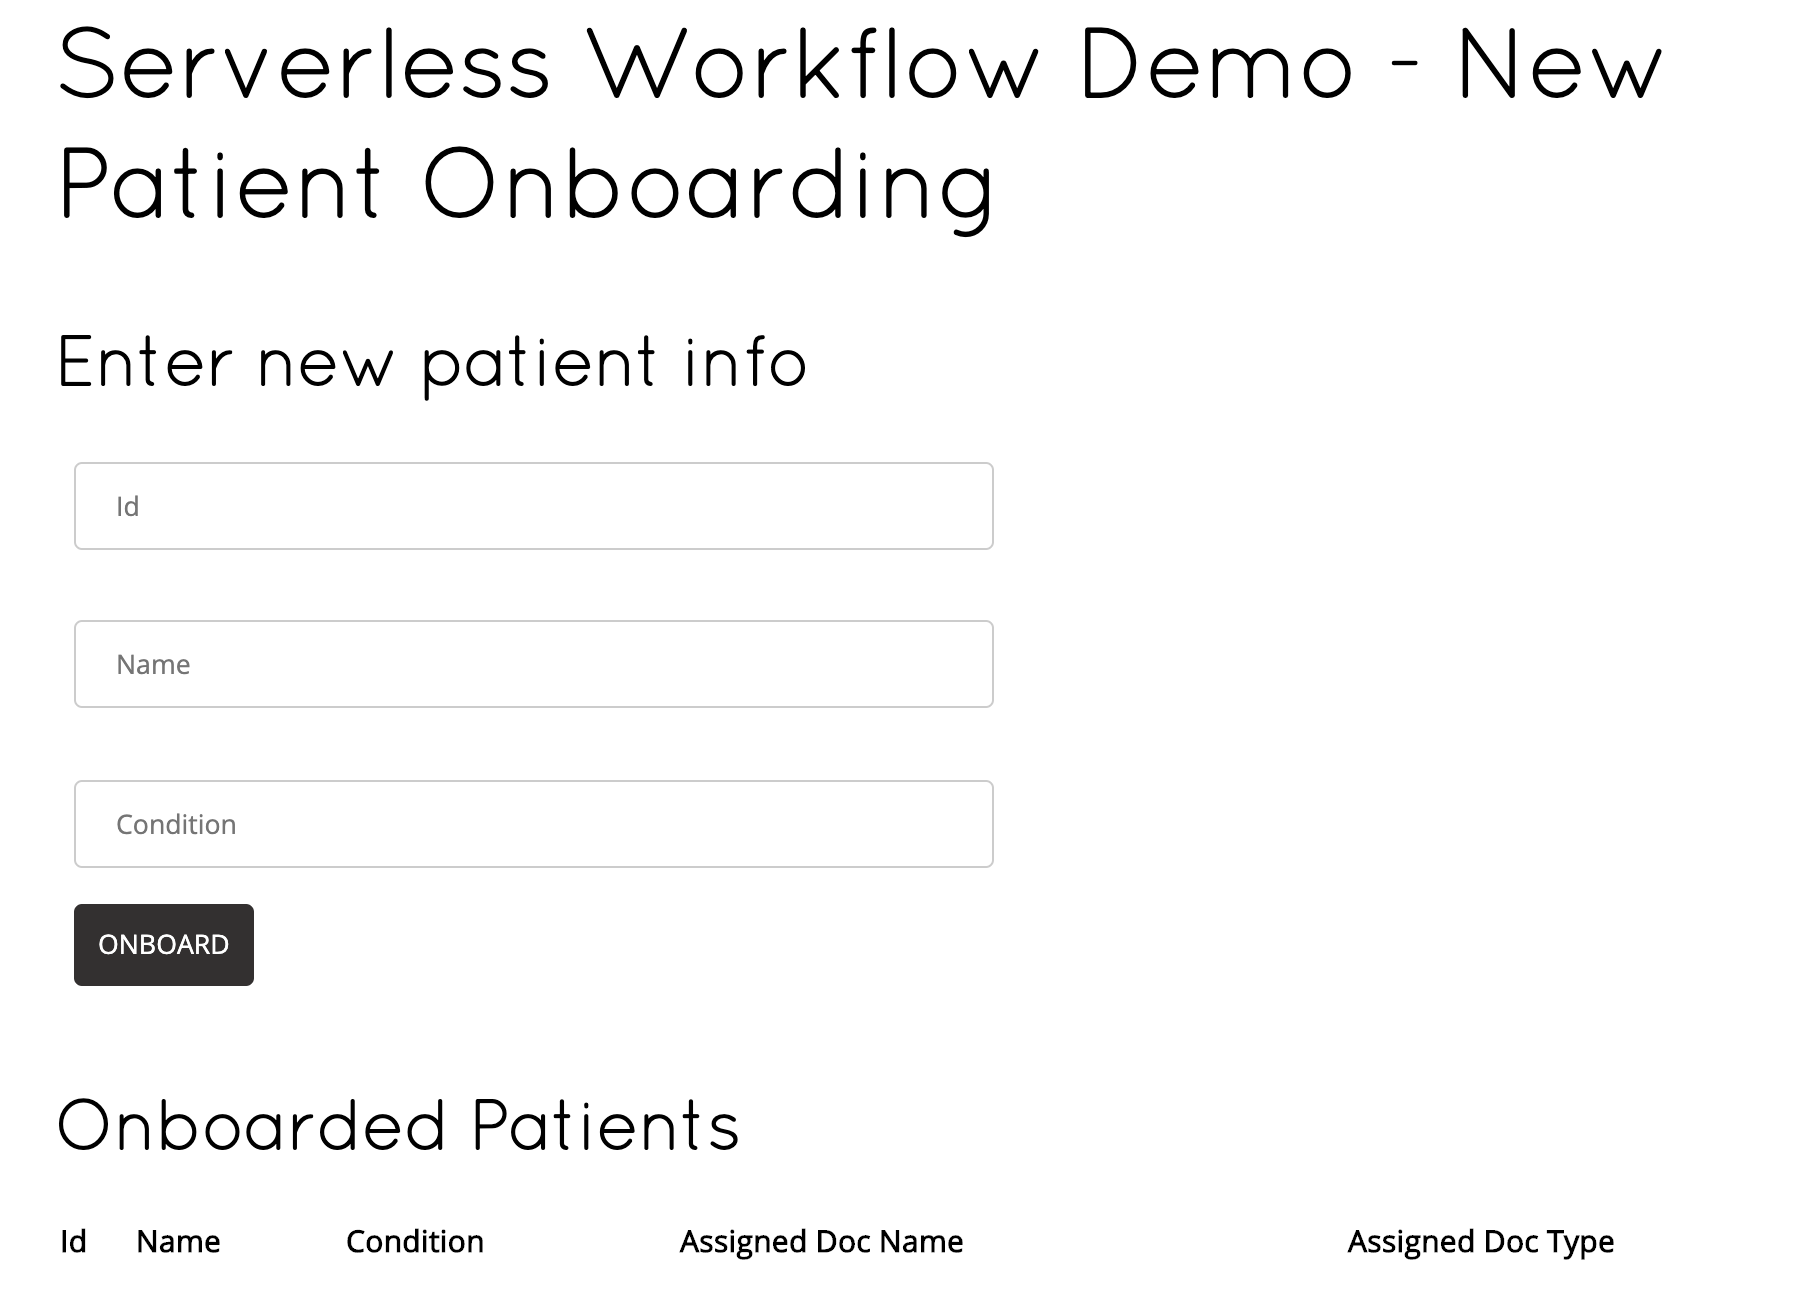 Serverless Workflow Demo - New
Patient Onboarding
Enter new patient info
Id
Name
Condition
ONBOARD
Onboarded Patients
Id Name Condition Assigned Doc Name Assigned Doc Type